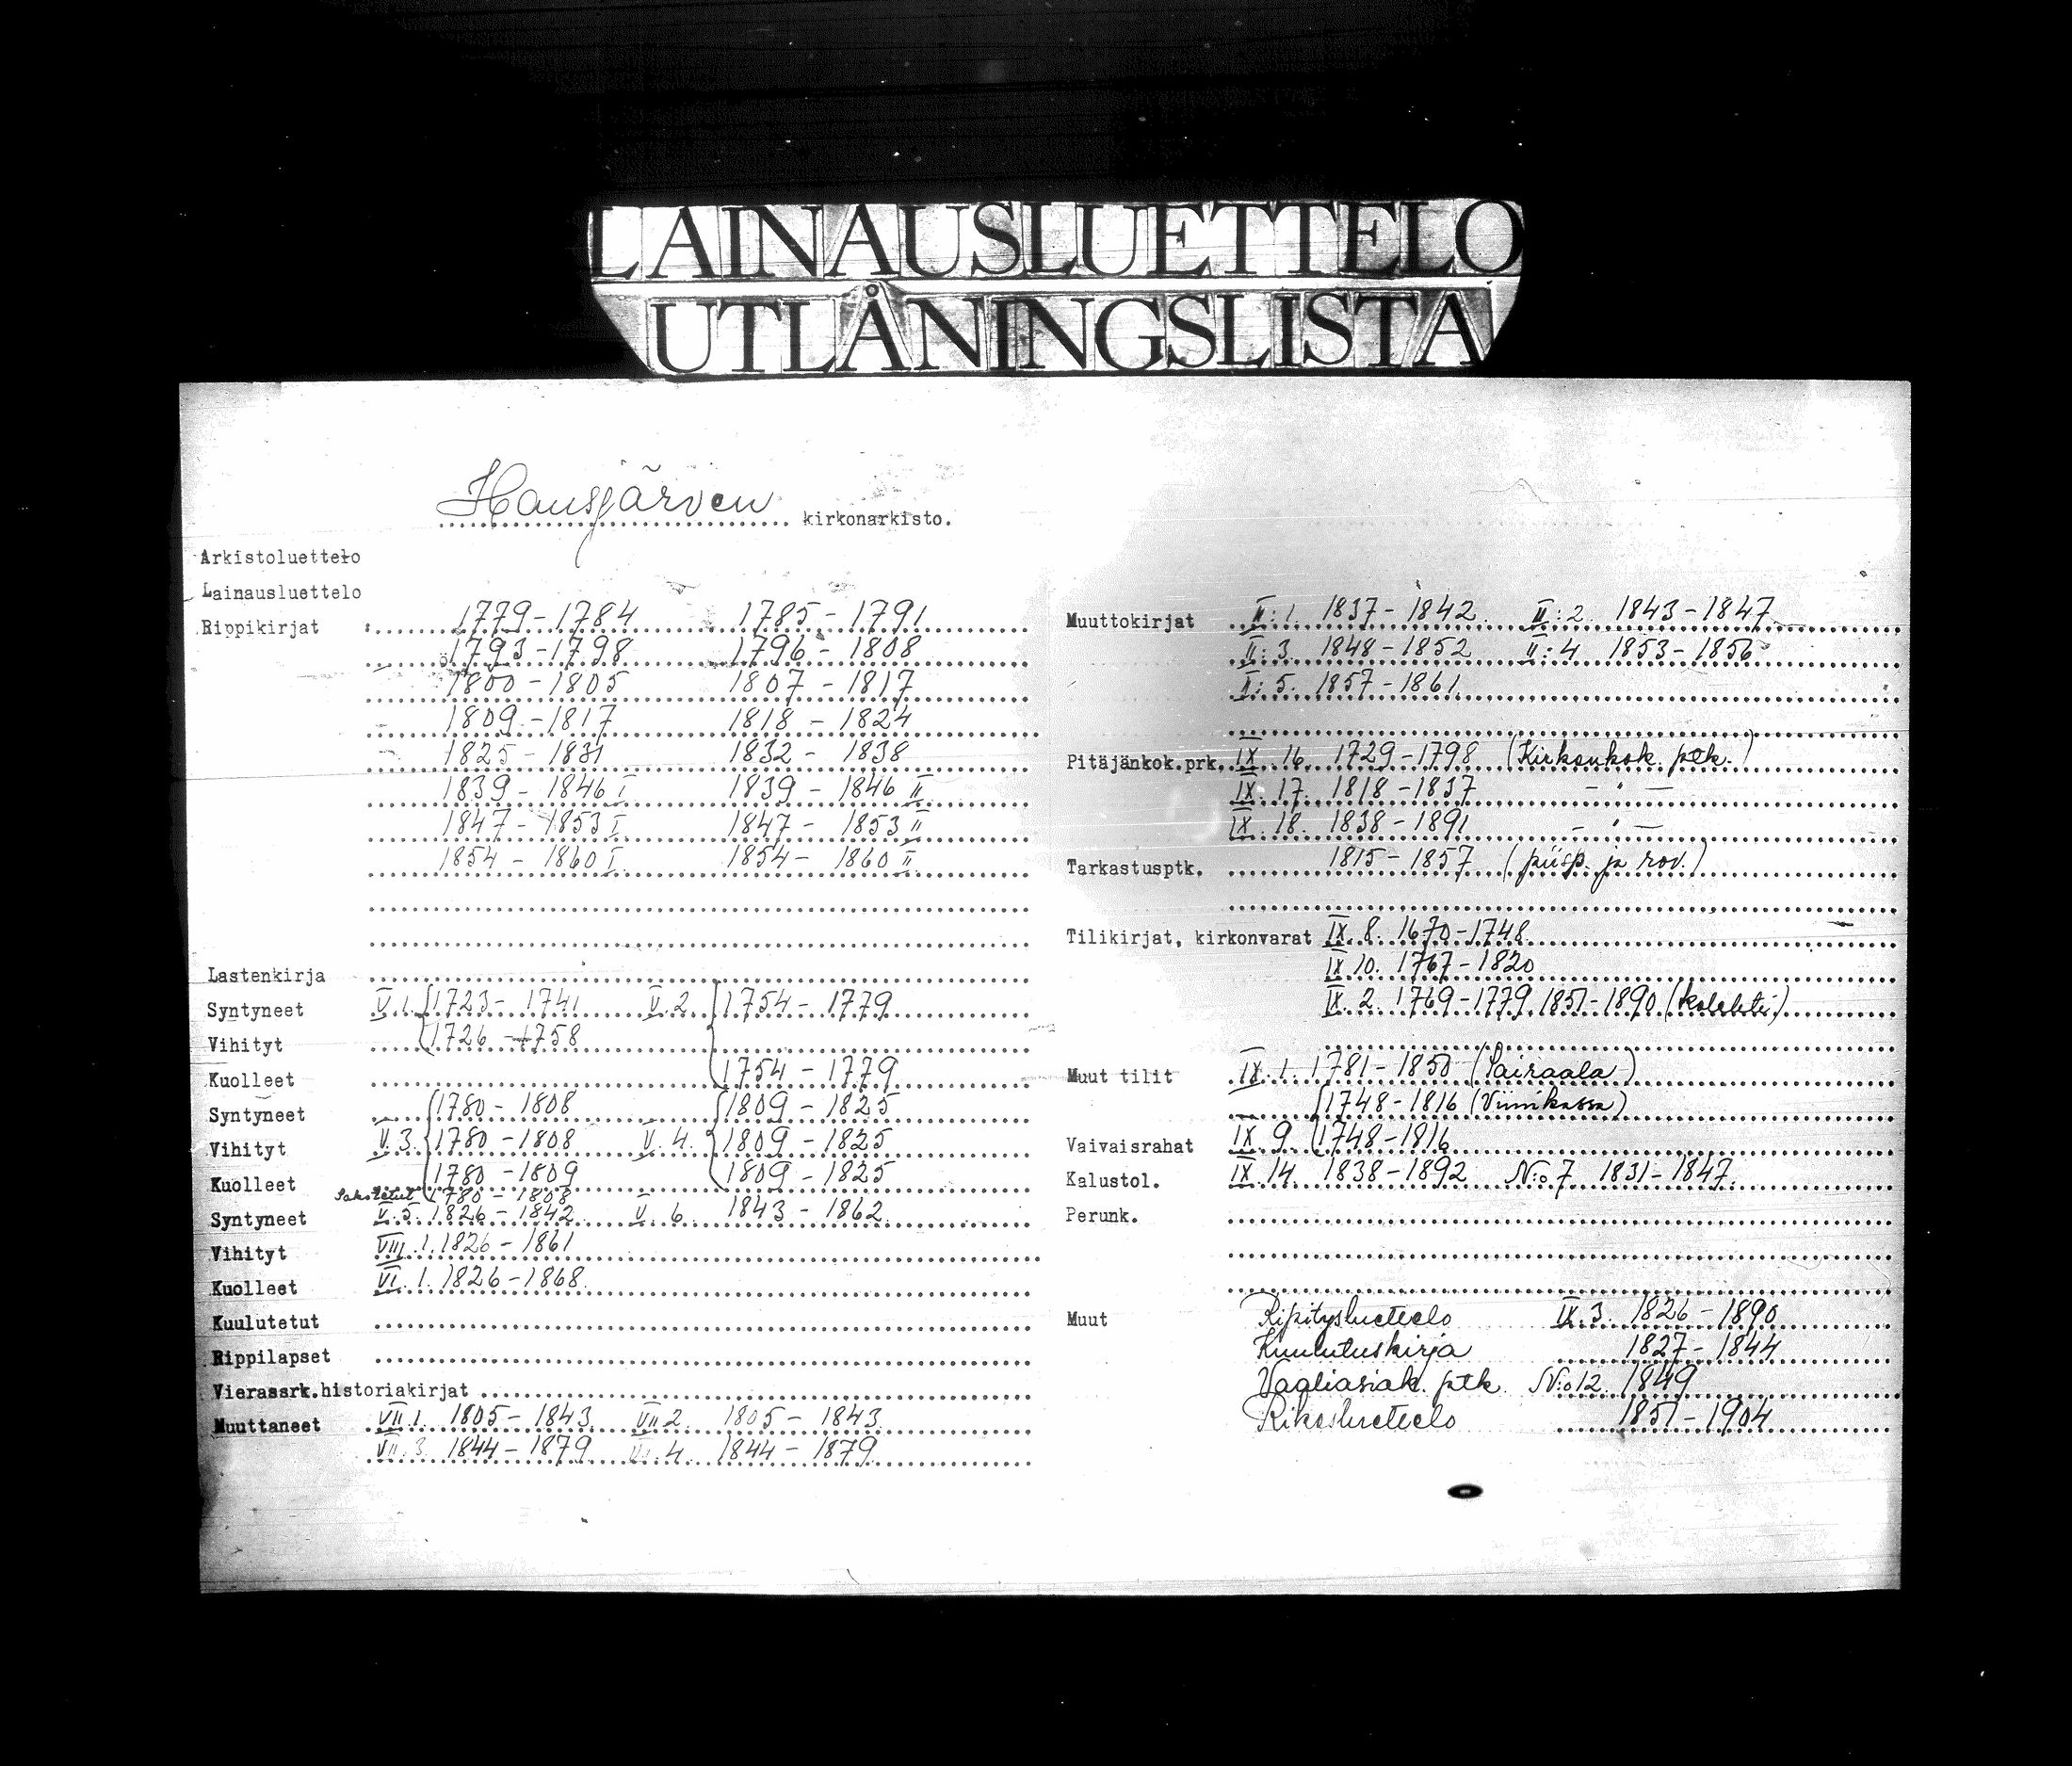 LAINAUSLUETTELO
UTLÅNINGSLISTA
Hausjärven kirkonarkisto.
Arkistoluettelo
Lainausluettelo
Rippikirjat 1779-1784 1785-1791
1793-1798 1796-1808
1800-1805 1807-1817
1809-1817 1818-1824
1825-1831 1832-1838
1839-1846 I 1839-1846 II
1847-1853 I 1847-1853 II
1854-1860 I 1854-1860 II
Lastenkirja
Syntyneet V.1. 1723-1741 V.2. 1754-1779
Vihityt 1726-1758
Kuolleet 1754-1779
Syntyneet 1780-1808 1809-1825
Vihityt V.3. 1780-1808 V.4. 1809-1825
Kuolleet 1780-1809 1809-1825
1780-1808
Syntyneet V.5. 1826-1842 V.6. 1843-1862
Vihityt VIII.1. 1826-1861
Kuolleet VI.1. 1826-1868
Kuulutetut
Rippilapset
Vierassrk.historiakirjat
Muuttaneet VII.1. 1805-1843 VII.2. 1805-1843
VII.3. 1844-1879 VII.4. 1844-1879
Muuttokirjat II:1. 1837-1842 II:2. 1843-1847
II:3. 1848-1852 II:4 1853-1856
II:5. 1857-1861
Pitäjänkok.prk. IX.16. 1729-1798 (Kirkonkok. ptk.)
IX.17. 1818-1837 - " -
IX.18. 1838-1891 - " -
Tarkastusptk. 1815-1857 (piisp. ja rov.)
Tilikirjat, kirkonvarat IX.8. 1670-1748
IX.10. 1767-1820
IX.2. 1769-1779, 1851-1890 (kolehti)
Muut tilit IX.1. 1781-1850 (Sairaala)
1748-1816 (Viinikassa)
Vaivaisrahat IX.9. 1748-1816
Kalustol. IX.14. 1838-1892 N:o 7 1831-1847
Perunk.
Muut Ripitysluettelo IX.3. 1826-1890
Kuulutuskirja 1827-1844
ptk. N:o 12. 1849
Rikosluettelo 1851-1904